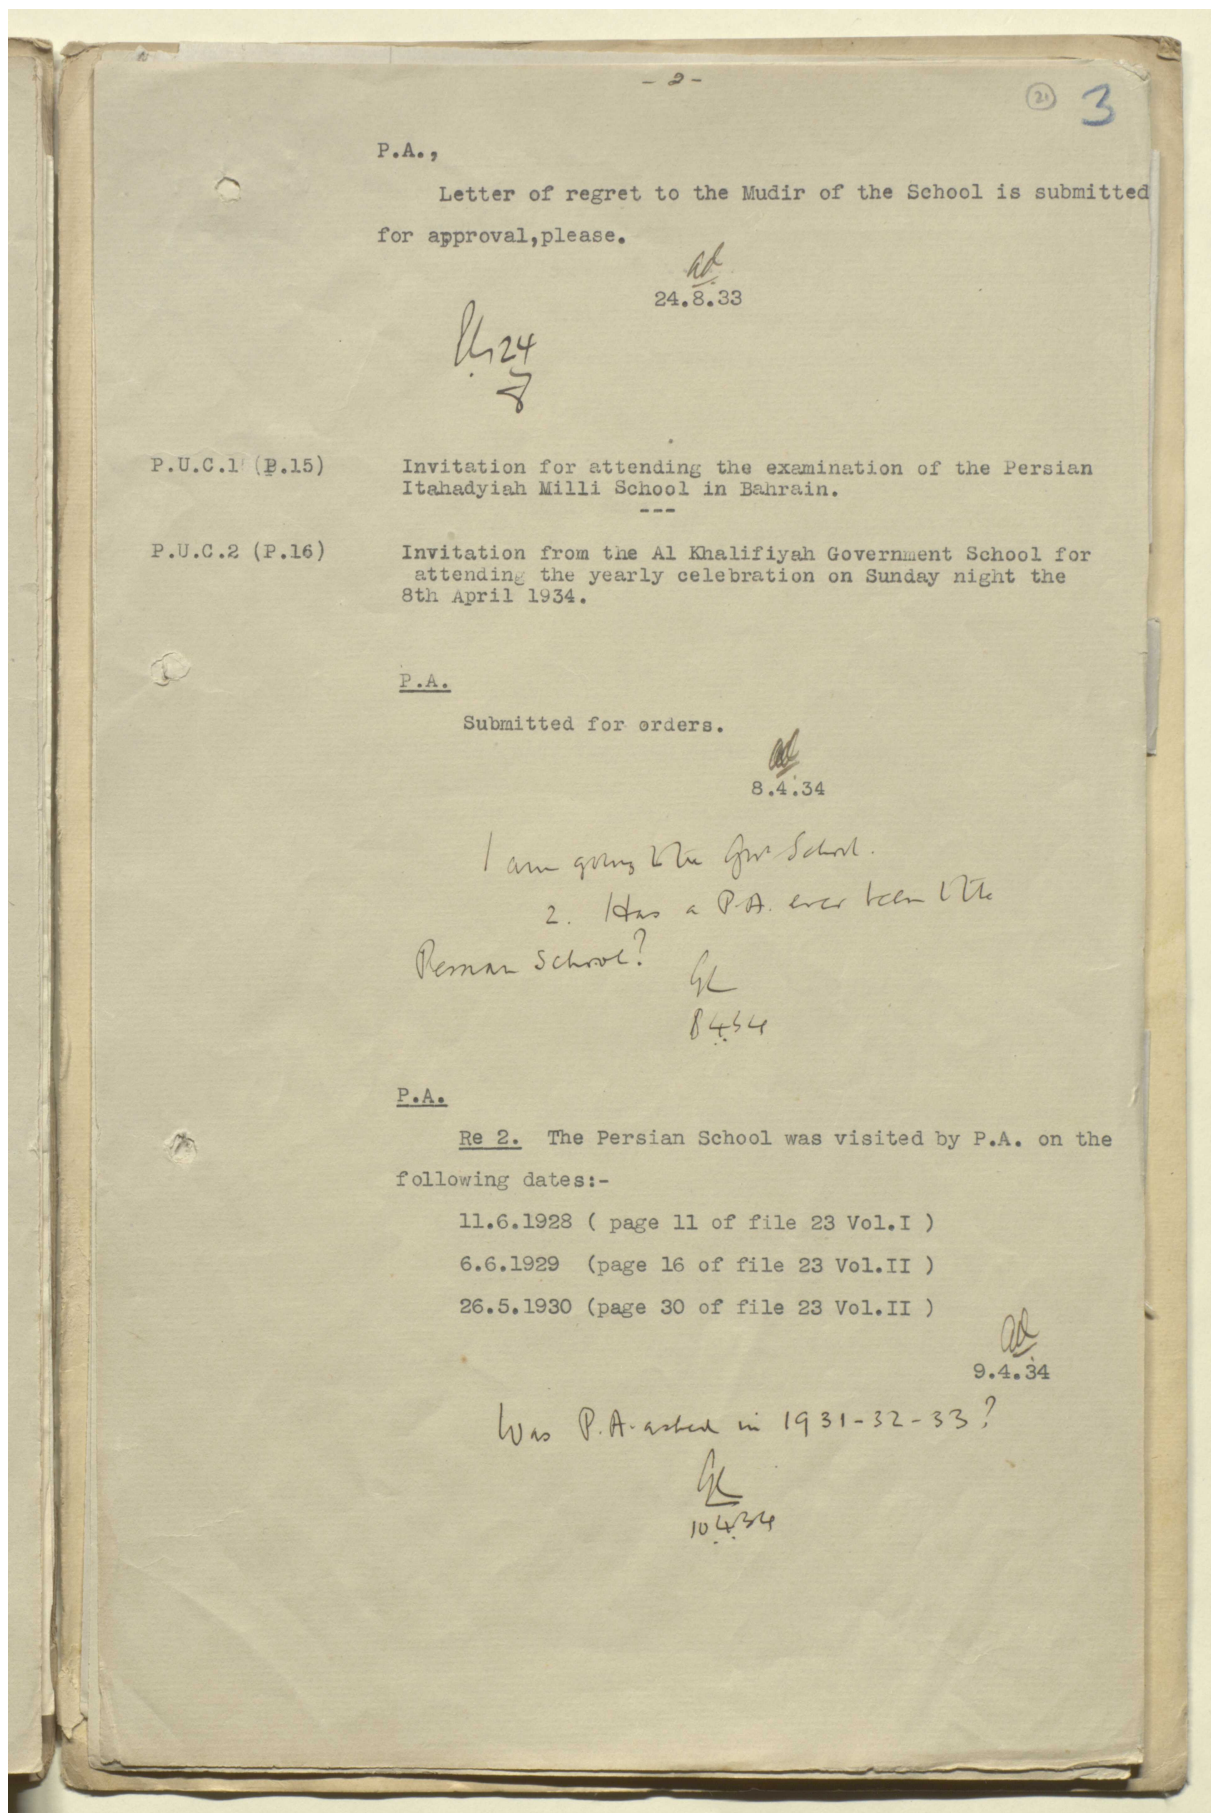 - 2 -
21 3
P.A.,
Letter of regret to the Mudir of the School is submitted
for approval,please.
ad
24.8.33
24
8
P.U.C.1 (P.15) Invitation for attending the examination of the Persian
Itahadyiah Milli School in Bahrain.
---
P.U.C.2 (P.16) Invitation from the Al Khalifiyah Government School for
attending the yearly celebration on Sunday night the
8th April 1934.
P.A.
Submitted for orders.
ad
8.4.34
I am going to the Govt School.
2. Has a P.A. ever been to the
Persian School?
GL
8.4.34
P.A.
Re 2. The Persian School was visited by P.A. on the
following dates:-
11.6.1928 ( page 11 of file 23 Vol.I )
6.6.1929 (page 16 of file 23 Vol.II )
26.5.1930 (page 30 of file 23 Vol.II )
ad
9.4.34
Was P.A. asked in 1931-32-33?
GL
10.4.34